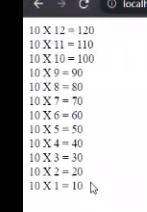 localh
10 X 12 = 120
10 X 11 = 110
10 X 10 = 100
10 X 9 = 90
10 X 8 = 80
10 X 7 = 70
10 X 6 = 60
10 X 5 = 50
10 X 4 = 40
10 X 3 = 30
10 X 2 = 20
10 X 1 = 10